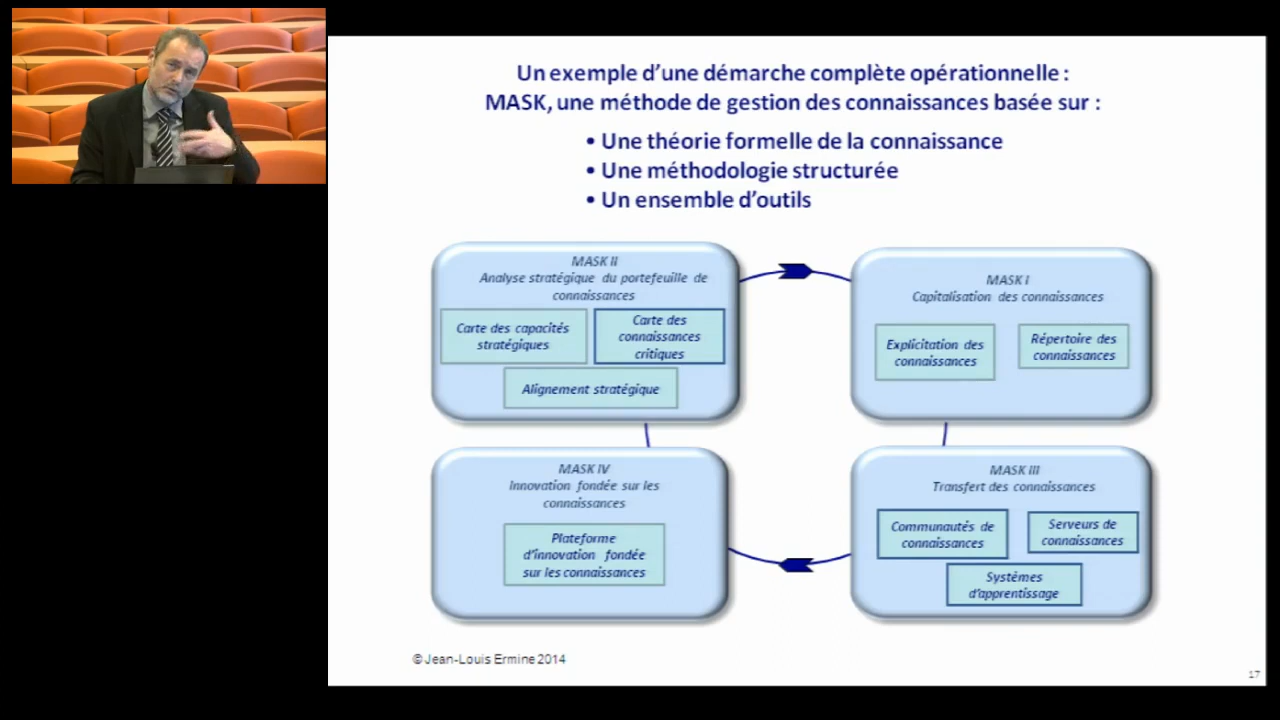 Un exemple d'une démarche complète opérationnelle :
MASK, une méthode de gestion des connaissances basée sur :
• Une théorie formelle de la connaissance
• Une méthodologie structurée
• Un ensemble d'outils
MASK II
Analyse stratégique du portefeuille de
connaissances
Carte des capacités
stratégiques
Carte des
connaissances
critiques
Alignement stratégique
MASK I
Capitalisation des connaissances
Explicitation des
connaissances
Répertoire des
connaissances
MASK IV
Innovation fondée sur les
connaissances
Plateforme
d'innovation fondée
sur les connaissances
MASK III
Transfert des connaissances
Communautés de
connaissances
Serveurs de
connaissances
Systèmes
d'apprentissage
© Jean-Louis Ermine 2014
17